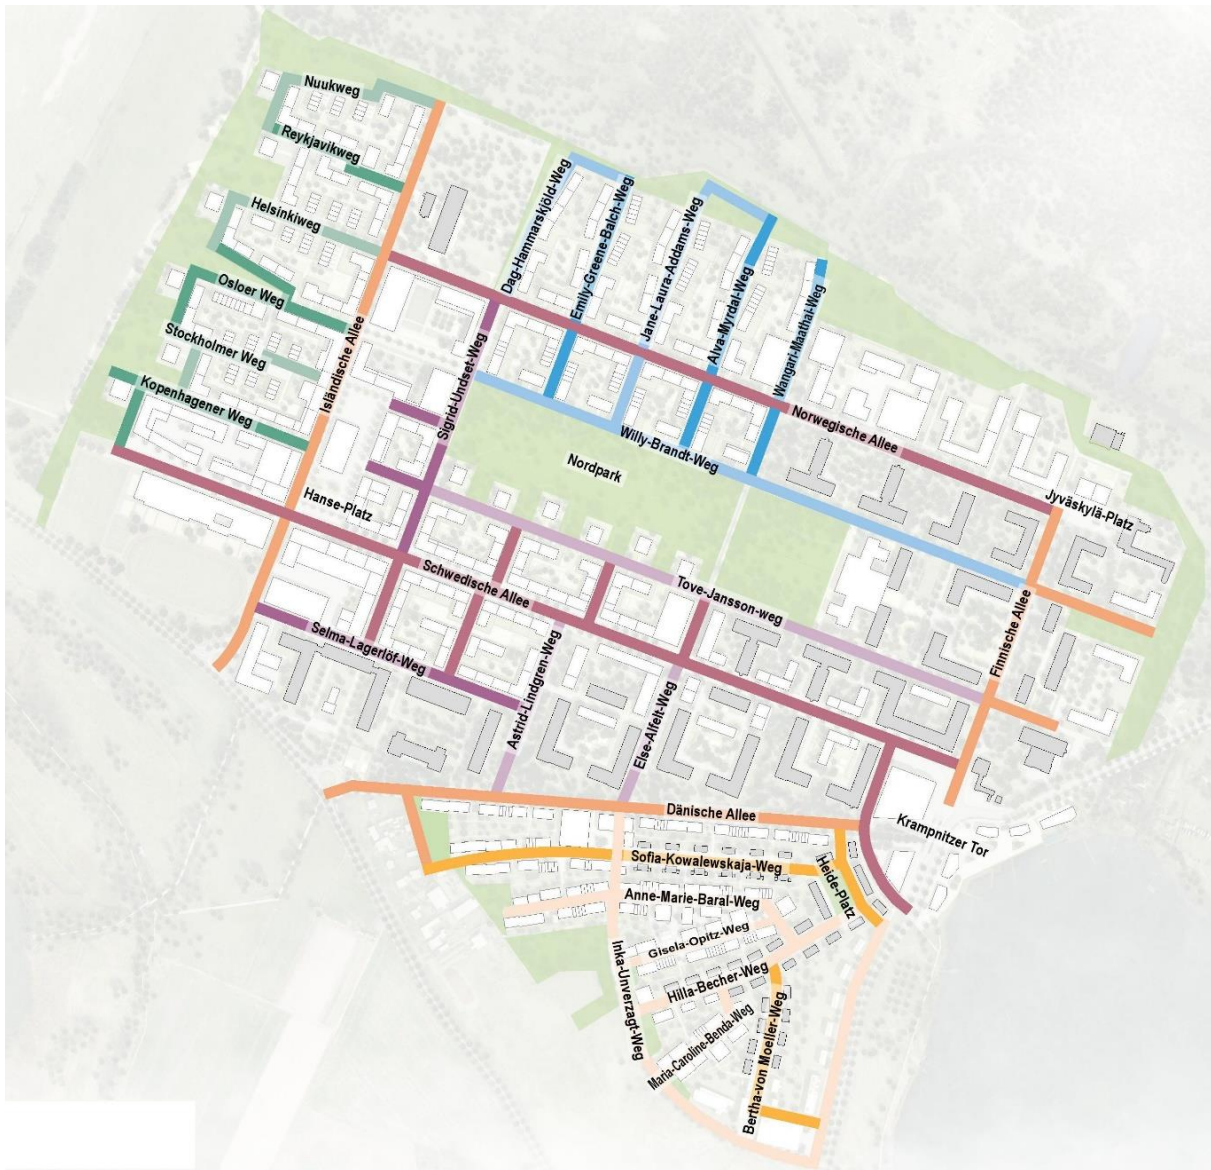 Nuukweg
Reykjavikweg
Helsinkiweg
Osloer Weg
Stockholmer Weg
Kopenhagener Weg
Isländische Allee
Dag-Hammarskjöld-Weg
Emily-Greene-Balch-Weg
Jane-Laura-Addams-Weg
Alva-Myrdal-Weg
Wangari-Maathai-Weg
Sigrid-Undset-Weg
Norwegische Allee
Willy-Brandt-Weg
Nordpark
Jyväskylä-Platz
Hanse-Platz
Schwedische Allee
Tove-Jansson-weg
Selma-Lagerlöf-Weg
Astrid-Lindgren-Weg
Else-Alfelt-Weg
Finnische Allee
Dänische Allee
Krampnitzer Tor
Sofia-Kowalewskaja-Weg
Heide-Platz
Anne-Marie-Baral-Weg
Gisela-Opitz-Weg
Inka-Unverzagt-Weg
Hilla-Becher-Weg
Maria-Caroline-Benda-Weg
Bertha-von Moeller-Weg